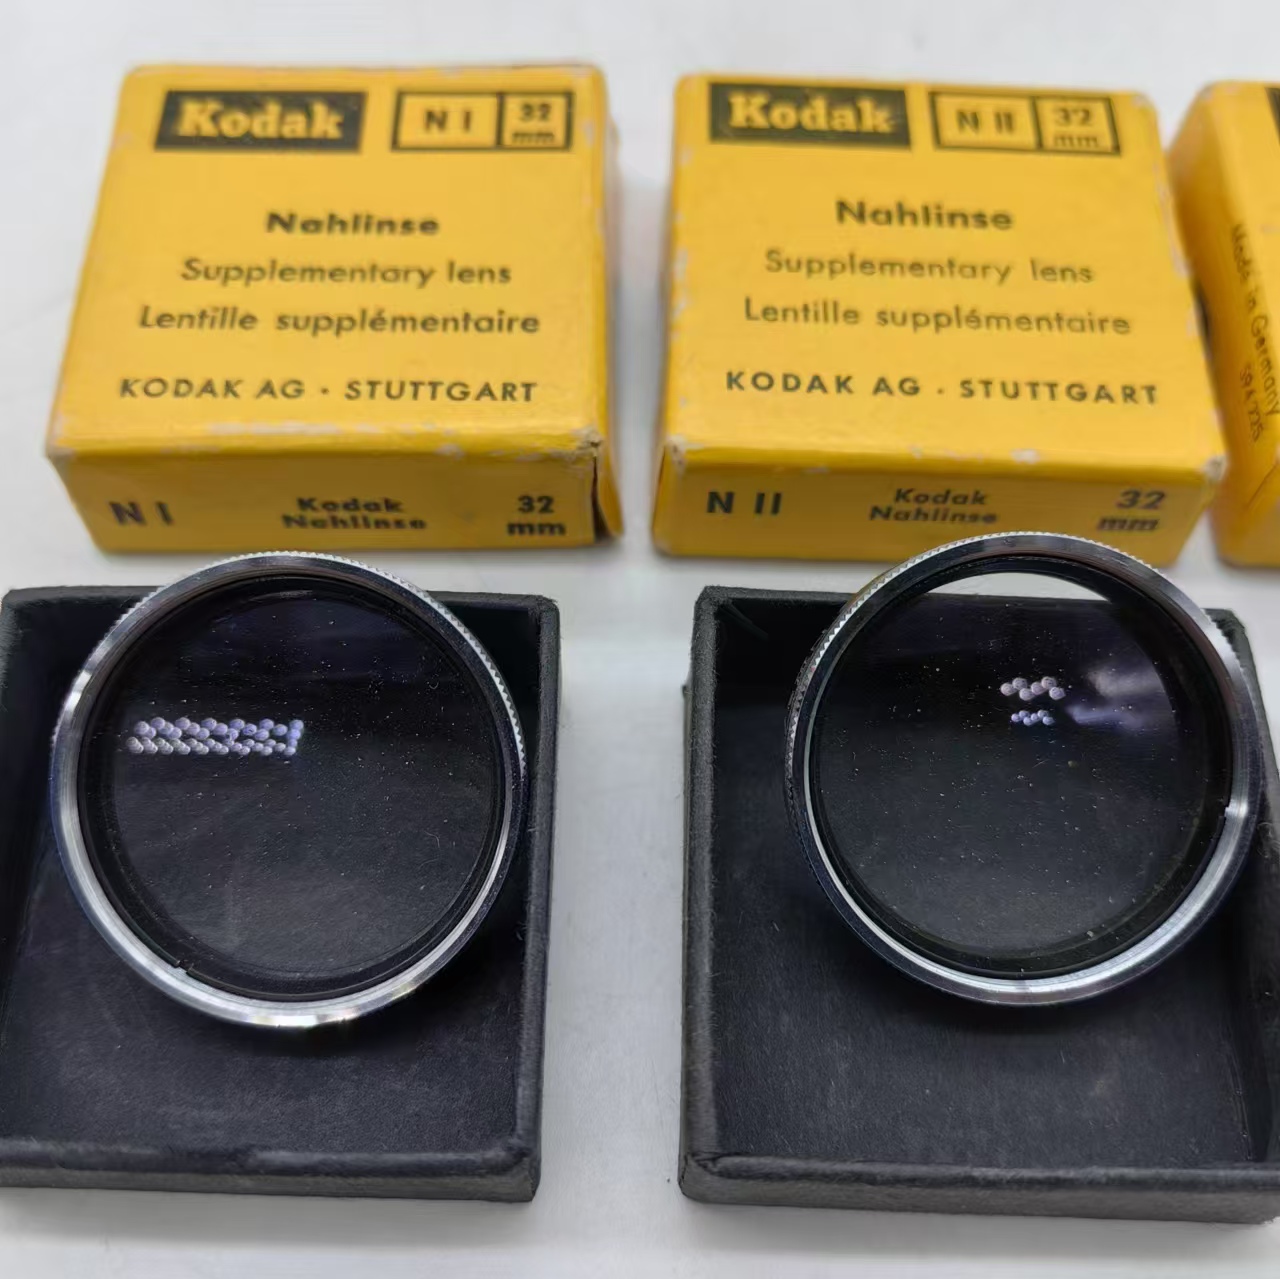 Kodak
N I
32
mm
Nahlinse
Supplementary lens
Lentille supplémentaire
KODAK AG · STUTTGART
N I
Kodak
Nahlinse
32
mm
Kodak
N II
32
mm
Nahlinse
Supplementary lens
Lentille supplémentaire
KODAK AG · STUTTGART
N II
Kodak
Nahlinse
32
mm
Made in Germany